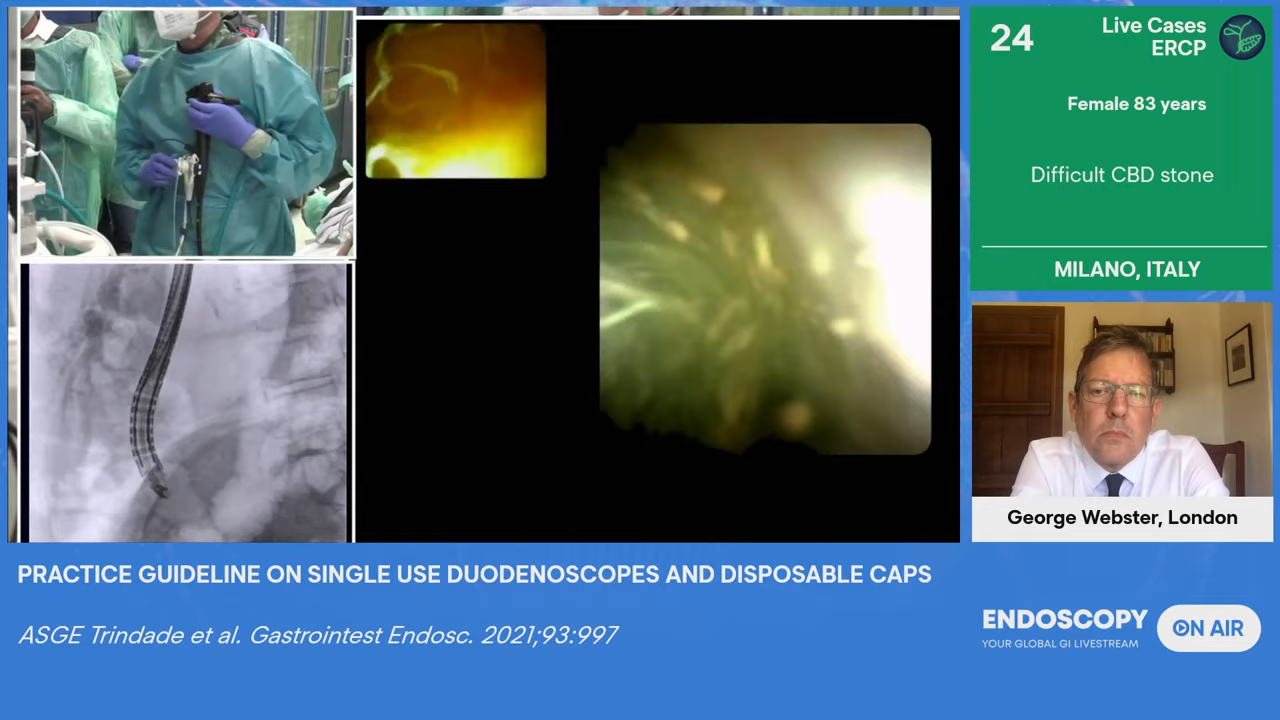 24
Live Cases
ERCP
Female 83 years
Difficult CBD stone
MILANO, ITALY
George Webster, London
PRACTICE GUIDELINE ON SINGLE USE DUODENOSCOPES AND DISPOSABLE CAPS
ASGE Trindade et al. Gastrointest Endosc. 2021;93:997
ENDOSCOPY
YOUR GLOBAL GI LIVESTREAM
ON AIR